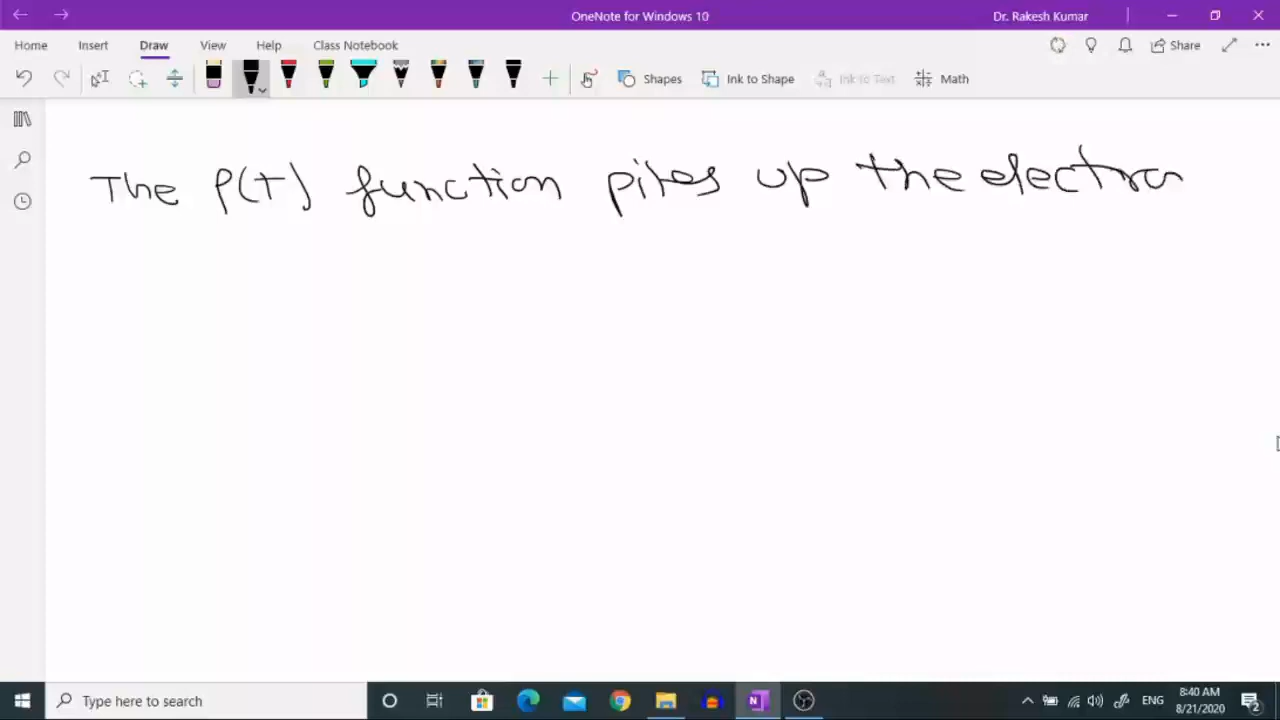 OneNote for Windows 10
Dr. Rakesh Kumar
Home Insert Draw View Help Class Notebook Share
Shapes Ink to Shape Ink to Text Math
The ρ(T) function piles up the electro
Type here to search
ENG 8:40 AM
8/21/2020
2